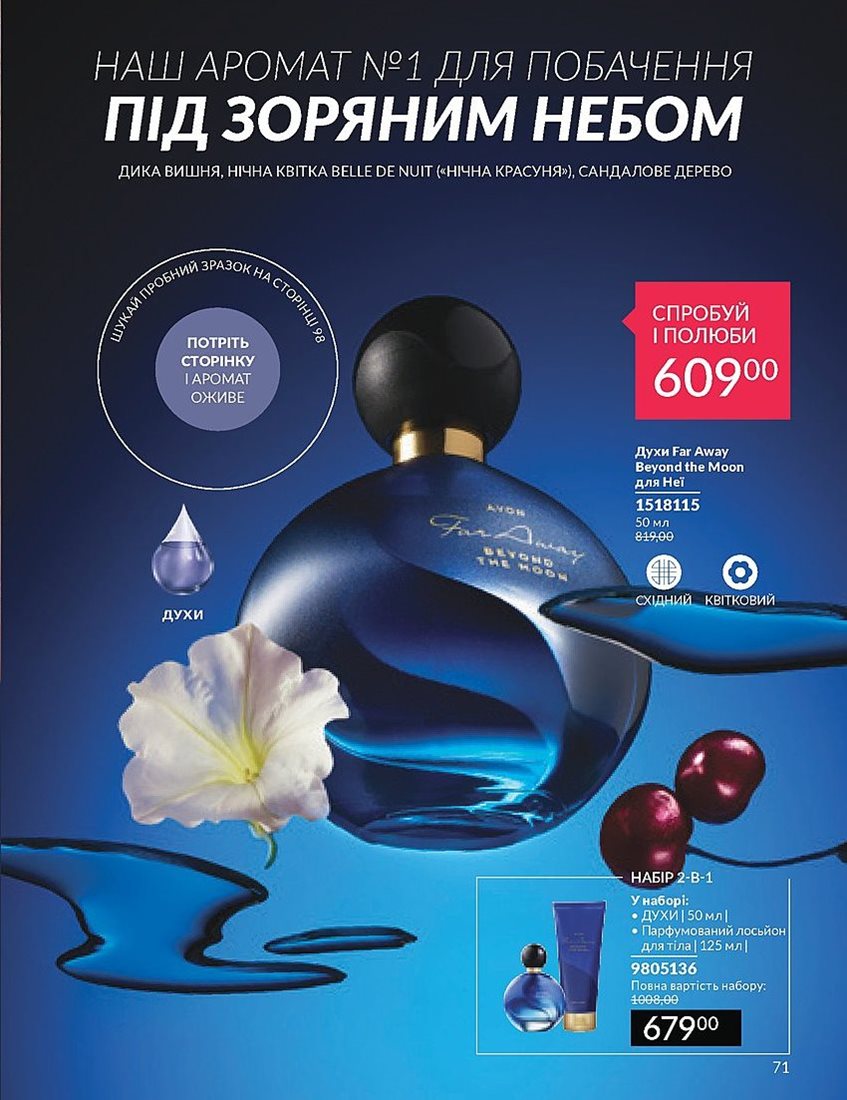 НАШ АРОМАТ №1 ДЛЯ ПОБАЧЕННЯ
ПІД ЗОРЯНИМ НЕБОМ
ДИКА ВИШНЯ, НІЧНА КВІТКА BELLE DE NUIT («НІЧНА КРАСУНЯ»), САНДАЛОВЕ ДЕРЕВО
ШУКАЙ ПРОБНИЙ ЗРАЗОК НА СТОРІНЦІ 98
ПОТРІТЬ
СТОРІНКУ
І АРОМАТ
ОЖИВЕ
ДУХИ
AVON
Far Away
BEYOND
THE MOON
СПРОБУЙ
І ПОЛЮБИ
60900
Духи Far Away
Beyond the Moon
для Неї
1518115
50 мл
819,00
СХІДНИЙ КВІТКОВИЙ
НАБІР 2-В-1
У наборі:
• ДУХИ | 50 мл |
• Парфумований лосьйон
для тіла | 125 мл |
9805136
Повна вартість набору:
1008,00
67900
71